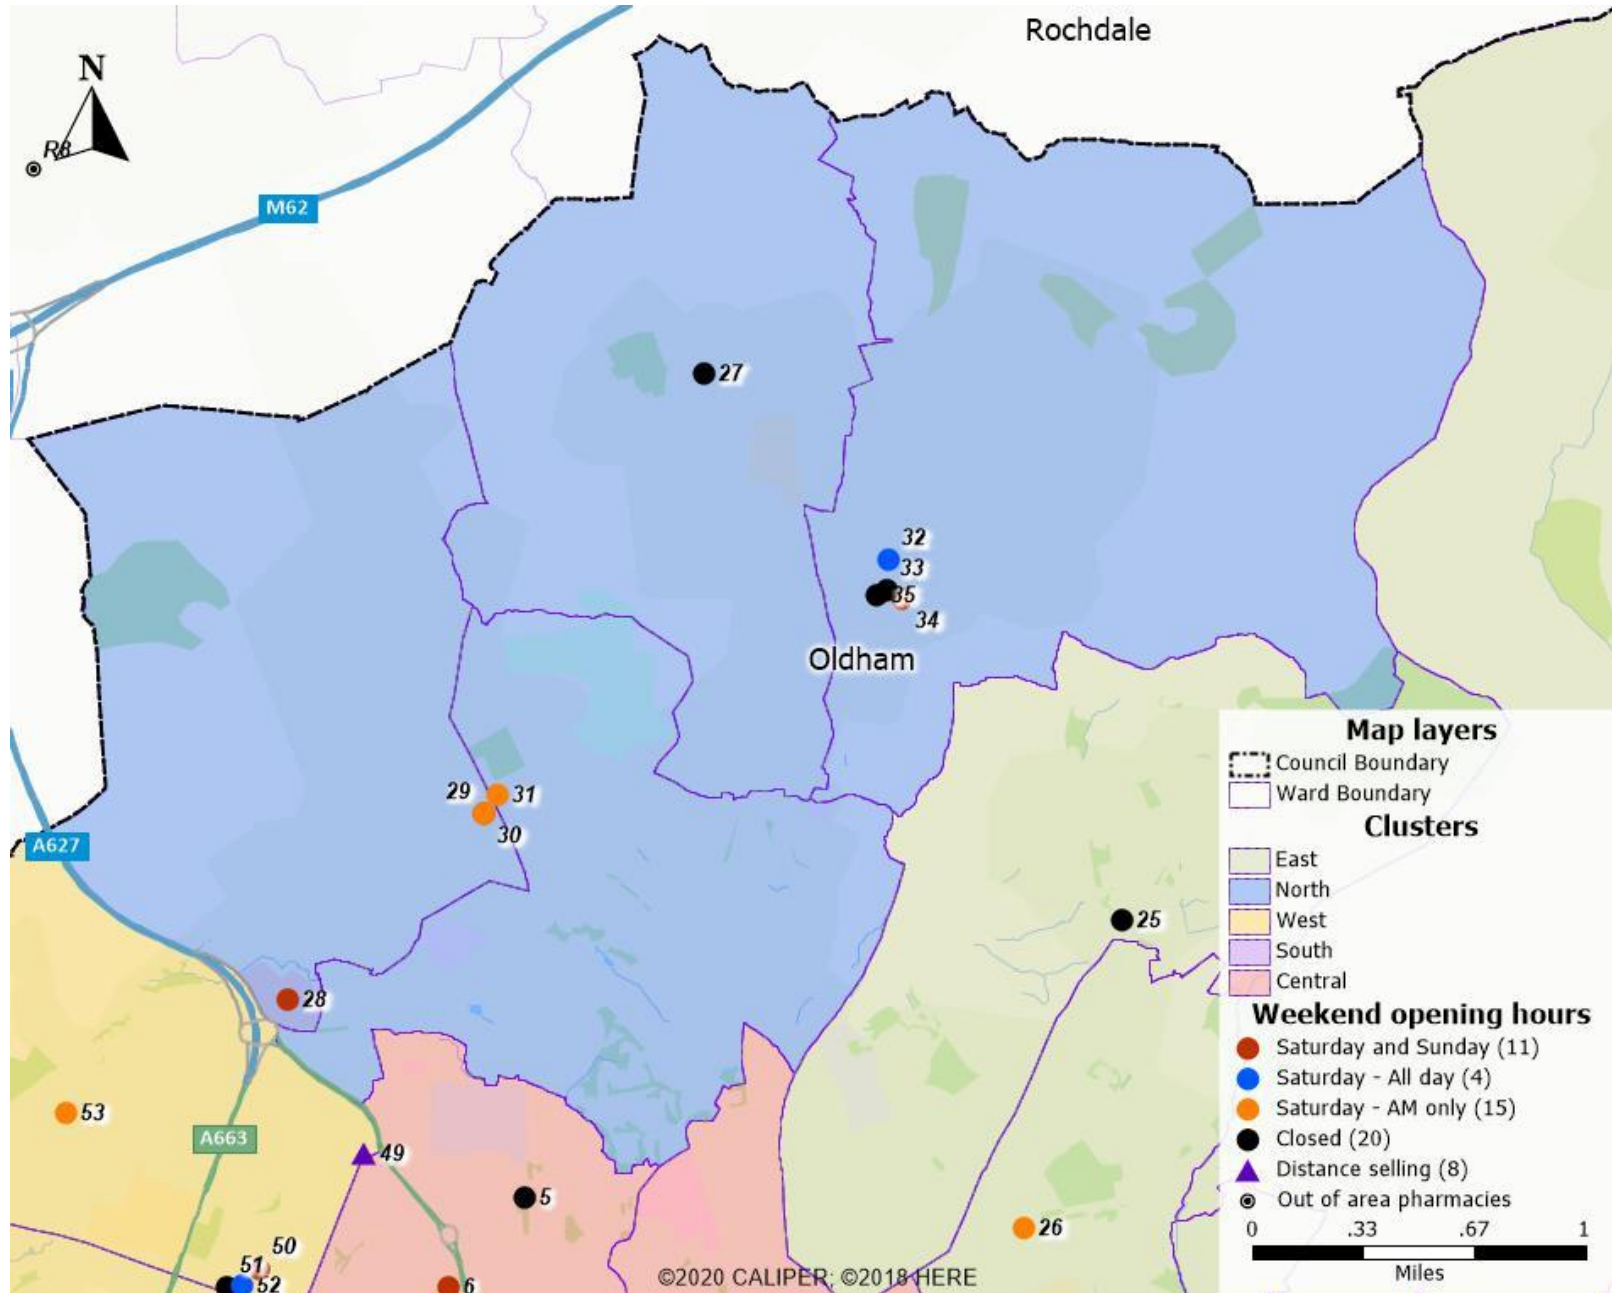 Rochdale
N
R8
M62
27
32
33
35
34
Oldham
29
31
30
A627
25
28
53
A663
49
5
26
50
51
52
6
©2020 CALIPER; ©2018 HERE
Map layers
Council Boundary
Ward Boundary
Clusters
East
North
West
South
Central
Weekend opening hours
Saturday and Sunday (11)
Saturday - All day (4)
Saturday - AM only (15)
Closed (20)
Distance selling (8)
Out of area pharmacies
0 .33 .67 1
Miles